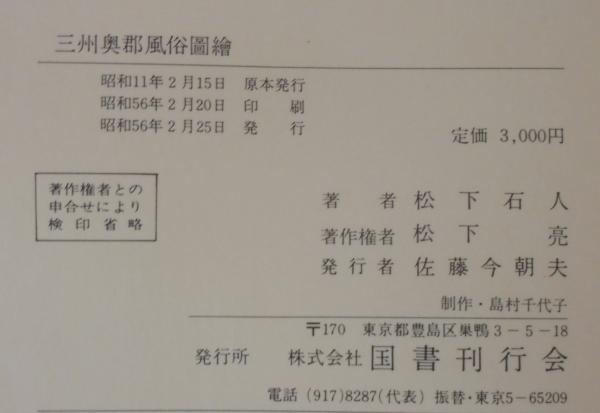 三州奥郡風俗圖繪
昭和11年2月15日 原本発行
昭和56年2月20日 印 刷
昭和56年2月25日 発 行
定価 3,000円
著作権者との
申合せにより
検印省略
著 者 松下石人
著作権者 松下 亮
発行者 佐藤今朝夫
制作・島村千代子
〒170 東京都豊島区巣鴨3-5-18
発行所 株式会社 国書刊行会
電話 (917)8287(代表) 振替・東京5-65209